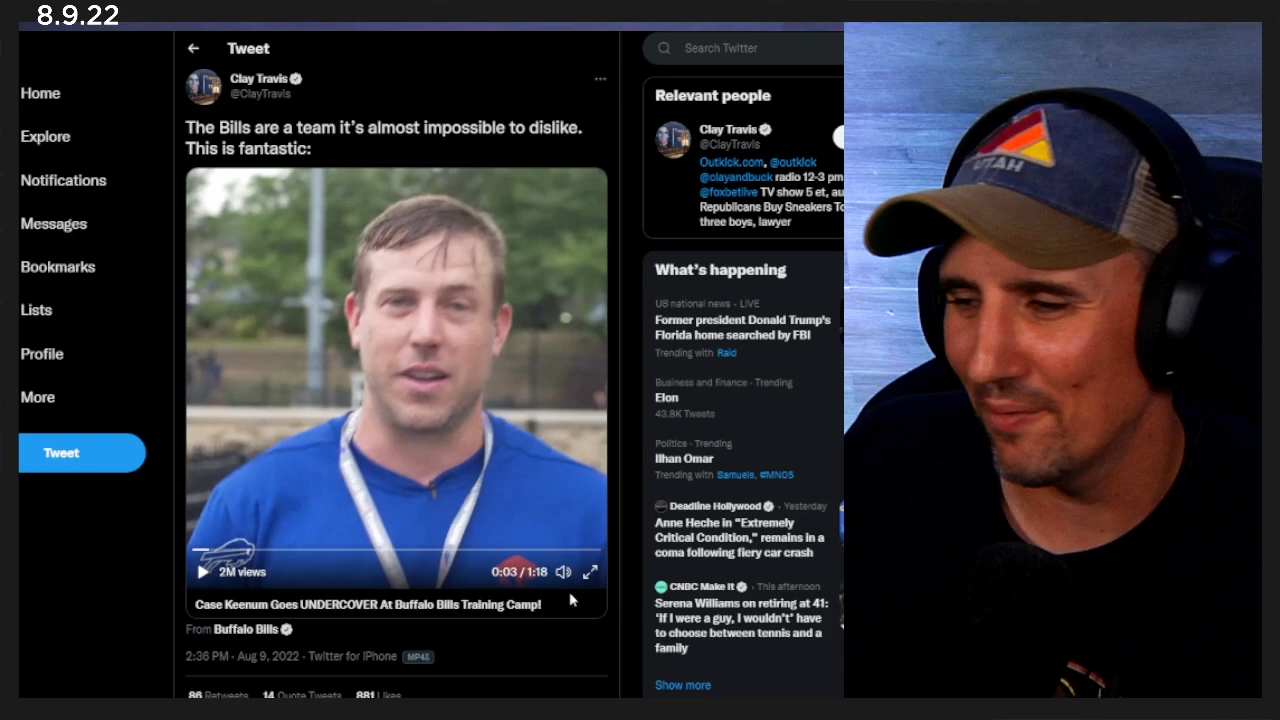 8.9.22
Home
Explore
Notifications
Messages
Bookmarks
Lists
Profile
More
Tweet
Tweet
Clay Travis
@ClayTravis
The Bills are a team it's almost impossible to dislike.
This is fantastic:
2M views
0:03 / 1:18
Case Keenum Goes UNDERCOVER At Buffalo Bills Training Camp!
From Buffalo Bills
2:36 PM · Aug 9, 2022 · Twitter for iPhone MP4
86 Retweets 14 Quote Tweets 881 Likes
Search Twitter
Relevant people
Clay Travis
@ClayTravis
Outkick.com, @outkick
@clayandbuck radio 12-3 pm
@foxbetlive TV show 5 et, au
Republicans Buy Sneakers To
three boys, lawyer
What's happening
US national news · LIVE
Former president Donald Trump's
Florida home searched by FBI
Trending with Raid
Business and finance · Trending
Elon
43.8K Tweets
Politics · Trending
Ilhan Omar
Trending with Samuels, #MN05
Deadline Hollywood · Yesterday
Anne Heche in "Extremely
Critical Condition," remains in a
coma following fiery car crash
CNBC Make It · This afternoon
Serena Williams on retiring at 41:
'If I were a guy, I wouldn't' have
to choose between tennis and a
family
Show more
UTAH